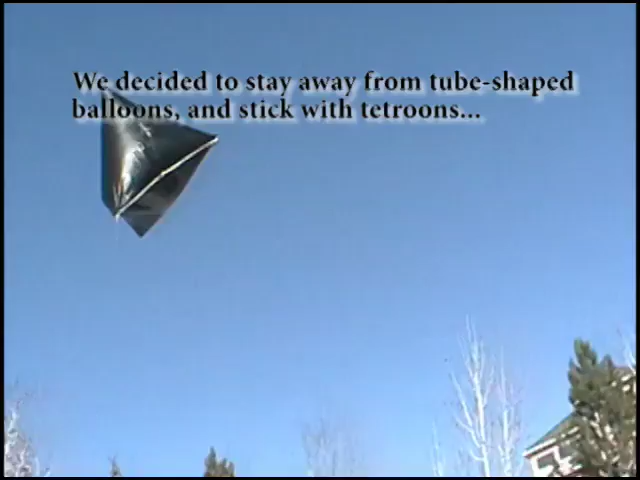 We decided to stay away from tube-shaped
balloons, and stick with tetroons...